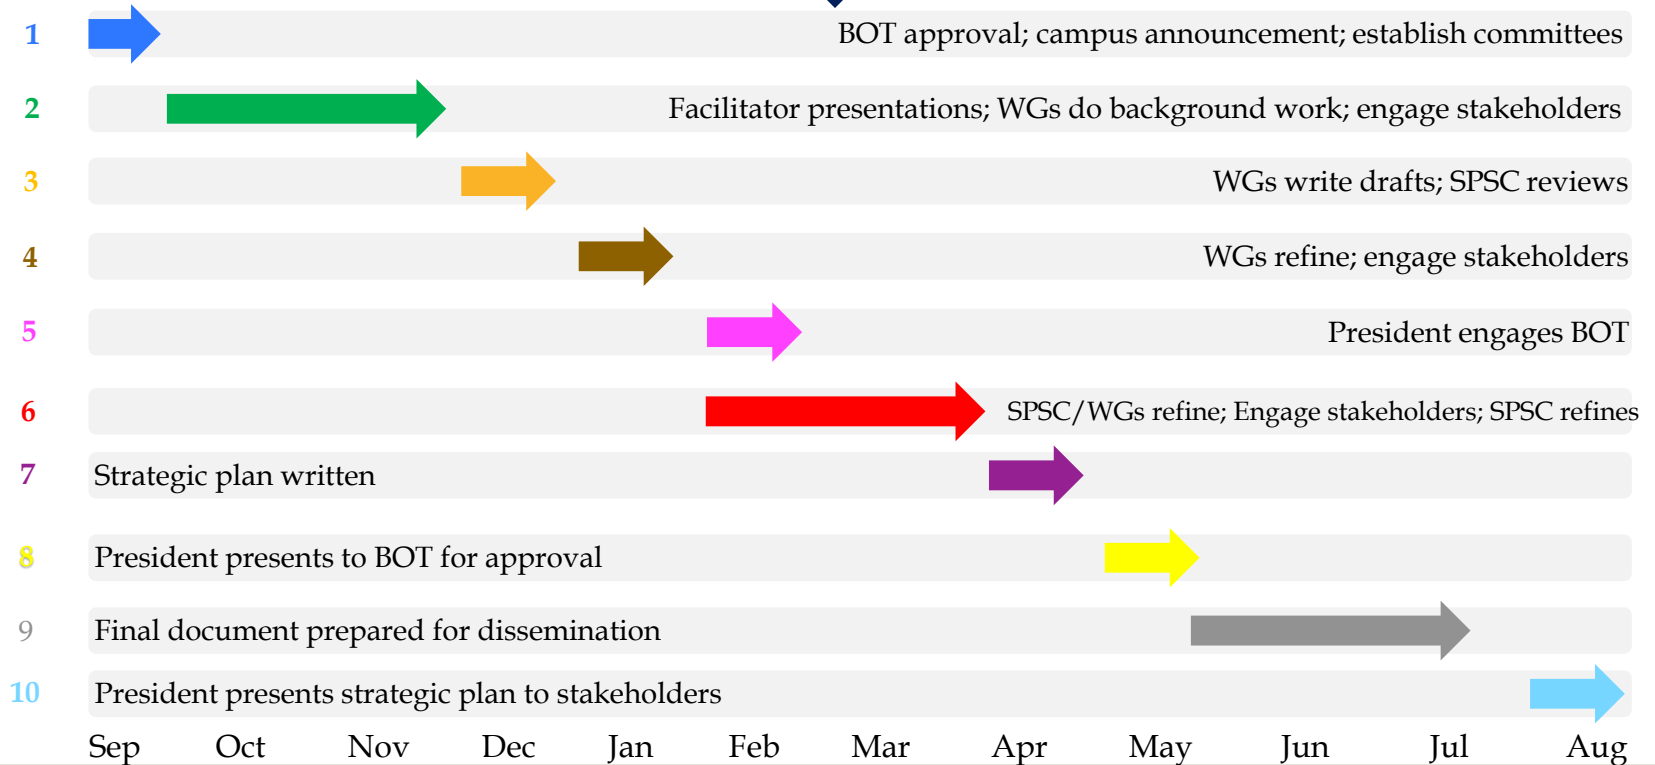 1 BOT approval; campus announcement; establish committees
2 Facilitator presentations; WGs do background work; engage stakeholders
3 WGs write drafts; SPSC reviews
4 WGs refine; engage stakeholders
5 President engages BOT
6 SPSC/WGs refine; Engage stakeholders; SPSC refines
7 Strategic plan written
8 President presents to BOT for approval
9 Final document prepared for dissemination
10 President presents strategic plan to stakeholders
Sep Oct Nov Dec Jan Feb Mar Apr May Jun Jul Aug